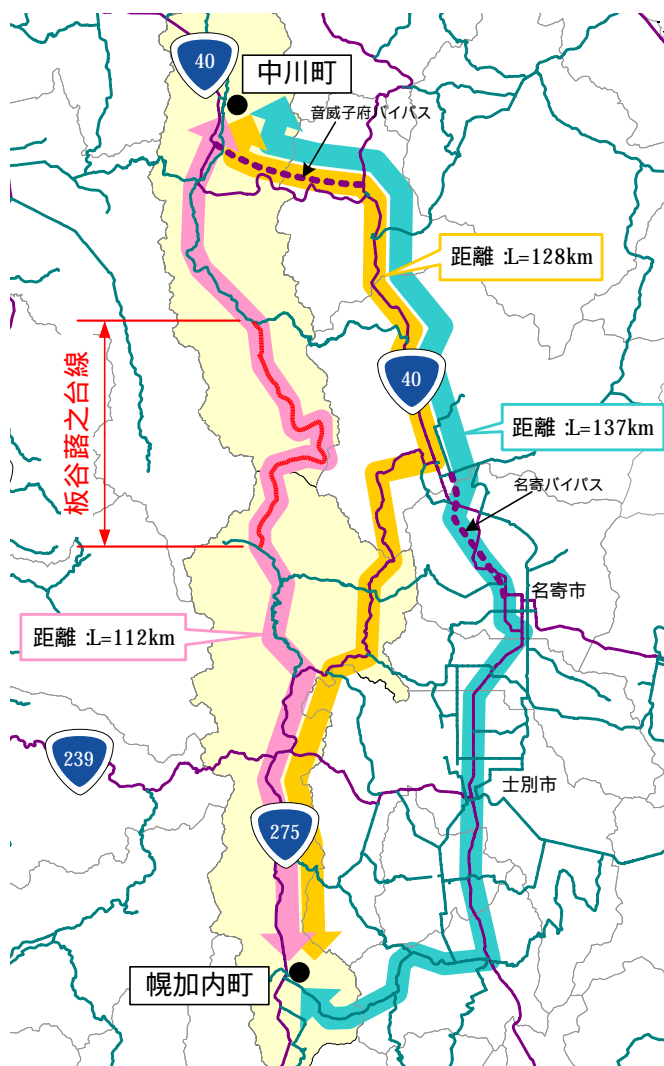 40
中川町
音威子府バイパス
距離:L=128km
40
板谷蕗之台線
距離:L=137km
名寄バイパス
名寄市
距離:L=112km
239
士別市
275
幌加内町